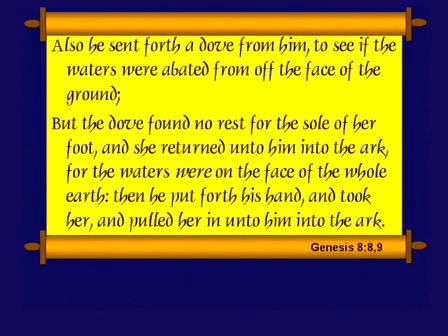 Also he sent forth a dove from him, to see if the
waters were abated from off the face of the
ground;
But the dove found no rest for the sole of her
foot, and she returned unto him into the ark,
for the waters were on the face of the whole
earth: then he put forth his hand, and took
her, and pulled her in unto him into the ark.
Genesis 8:8,9